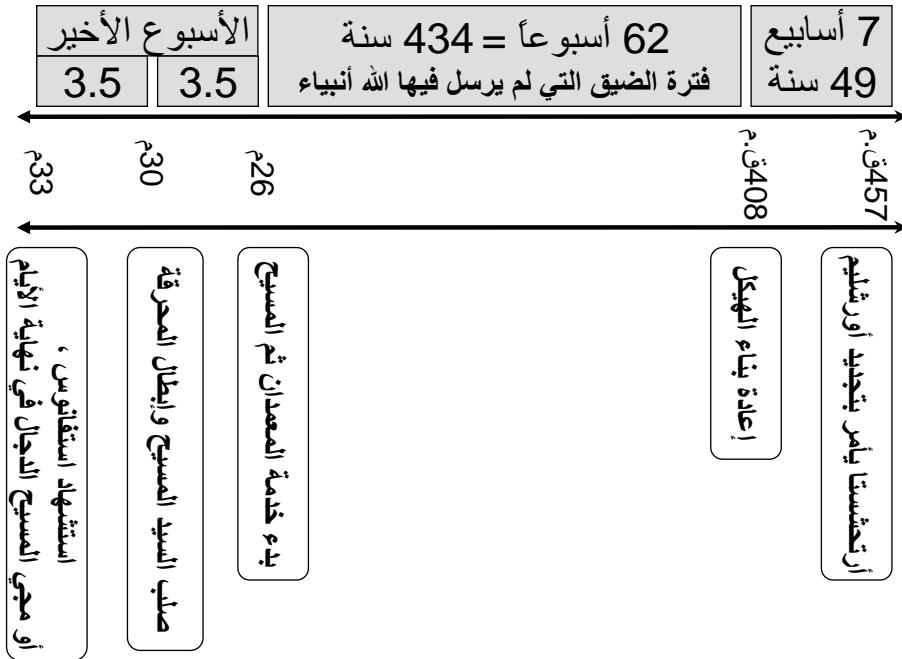 7 أسابيع
49 سنة
62 أسبوعاً = 434 سنة
فترة الضيق التي لم يرسل فيها الله أنبياء
الأسبوع الأخير
3.5
3.5
457ق.م
408ق.م
26م
30م
33م
أرتحشستا يأمر بتجديد أورشليم
إعادة بناء الهيكل
بدء خدمة المعمدان ثم المسيح
صلب السيد المسيح وإبطال المحرقة
استشهاد استفانوس ،
أو مجي المسيح الدجال في نهاية الأيام